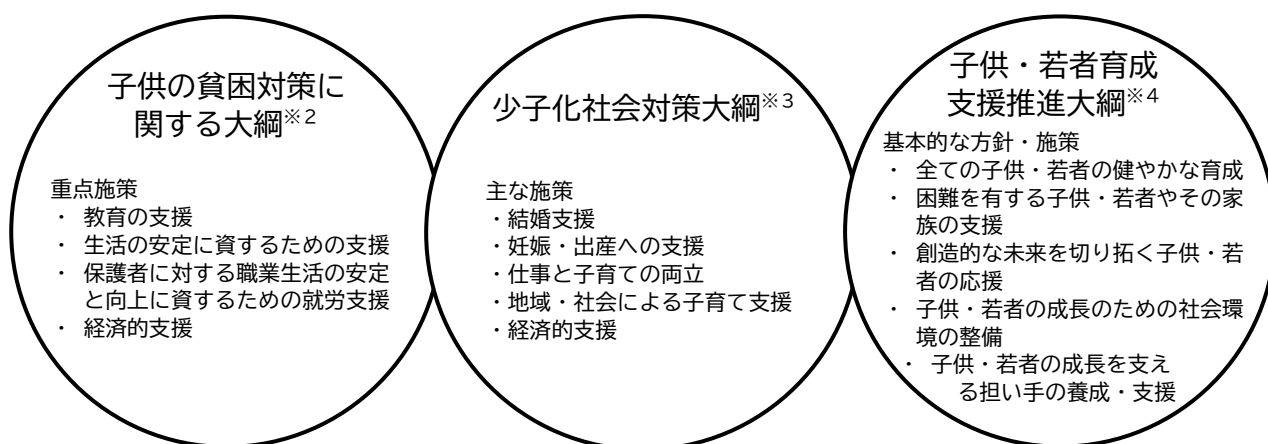 子供の貧困対策に
関する大綱※2
重点施策
・ 教育の支援
・ 生活の安定に資するための支援
・ 保護者に対する職業生活の安定
と向上に資するための就労支援
・ 経済的支援
少子化社会対策大綱※3
主な施策
・結婚支援
・妊娠・出産への支援
・仕事と子育ての両立
・地域・社会による子育て支援
・経済的支援
子供・若者育成
支援推進大綱※4
基本的な方針・施策
・ 全ての子供・若者の健やかな育成
・ 困難を有する子供・若者やその家
族の支援
・ 創造的な未来を切り拓く子供・若
者の応援
・ 子供・若者の成長のための社会環
境の整備
・ 子供・若者の成長を支え
る担い手の養成・支援